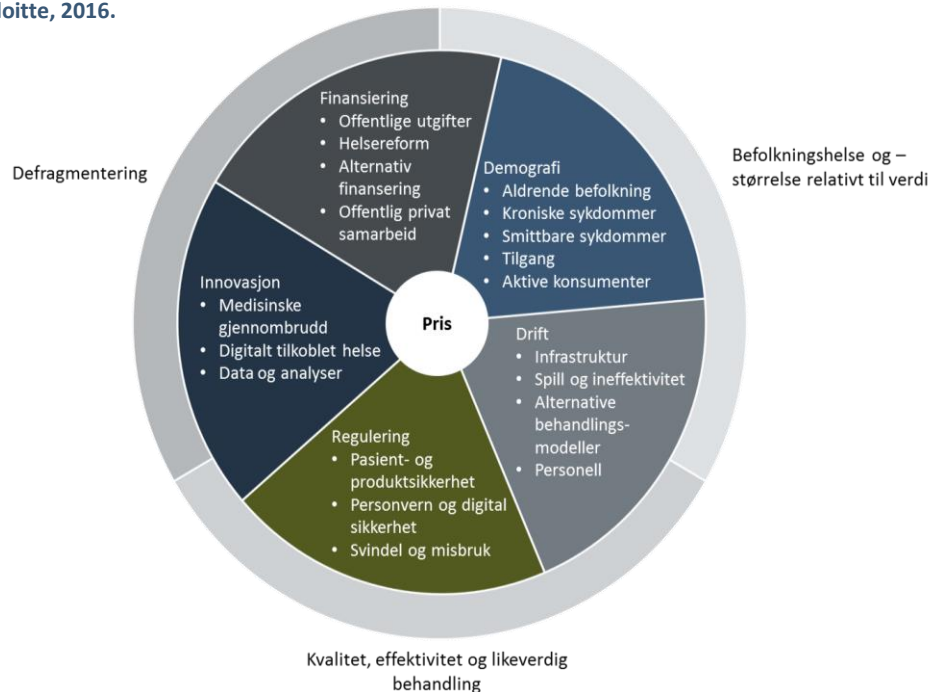 oitte, 2016.
Finansiering
• Offentlige utgifter
• Helsereform
• Alternativ
finansering
• Offentlig privat
samarbeid
Defragmentering
Befolkningshelse og –
størrelse relativt til verdi
Demografi
• Aldrende befolkning
• Kroniske sykdommer
• Smittbare sykdommer
• Tilgang
• Aktive konsumenter
Innovasjon
• Medisinske
gjennombrudd
• Digitalt tilkoblet helse
• Data og analyser
Pris
Drift
• Infrastruktur
• Spill og ineffektivitet
• Alternative
behandlings-
modeller
• Personell
Regulering
• Pasient- og
produktsikkerhet
• Personvern og digital
sikkerhet
• Svindel og misbruk
Kvalitet, effektivitet og likeverdig
behandling